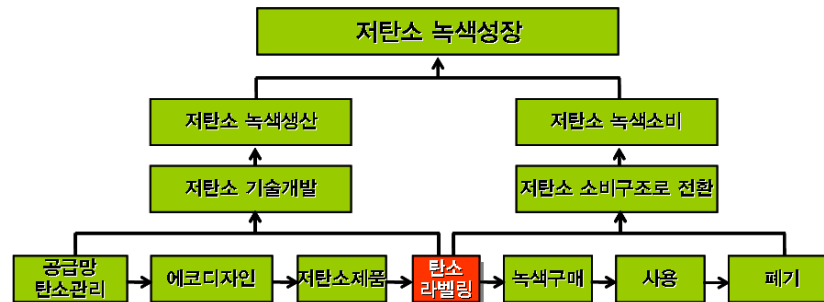 저탄소 녹색성장
저탄소 녹색생산
저탄소 녹색소비
저탄소 기술개발
저탄소 소비구조로 전환
공급망
탄소관리
에코디자인
저탄소제품
탄소
라벨링
녹색구매
사용
폐기